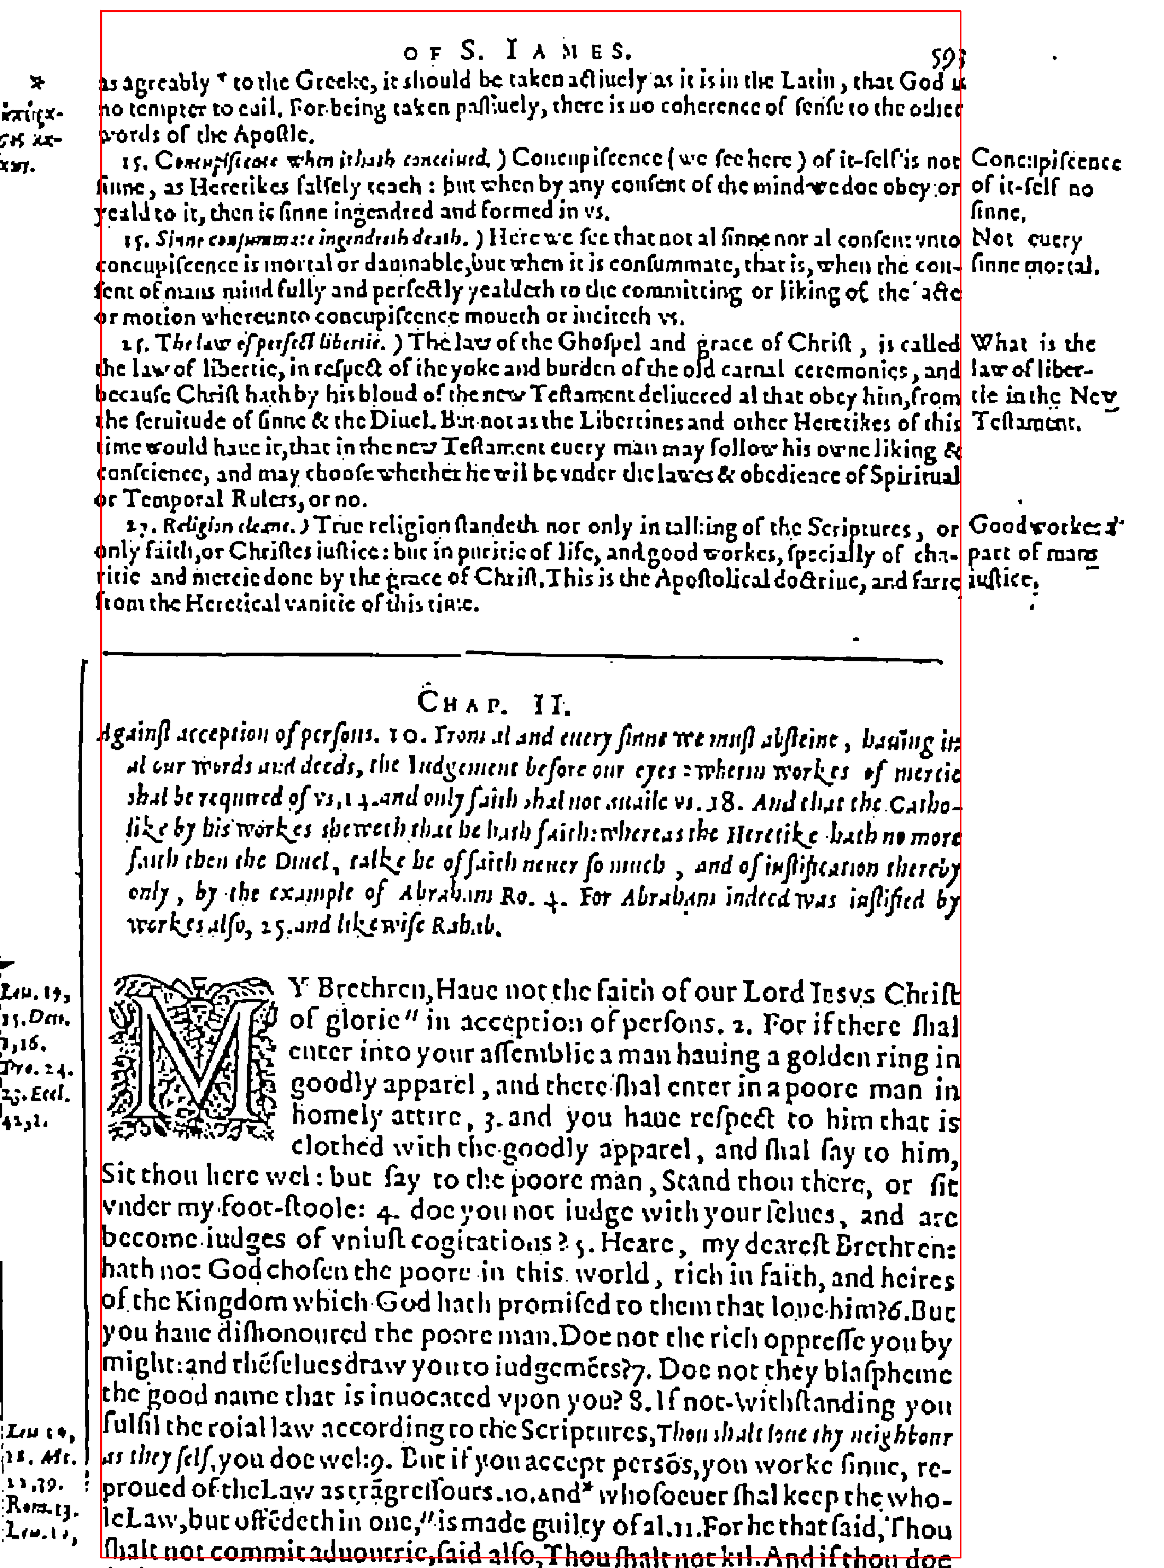 OF S. IAMES.
593
as agreably * to the Greeke, it should be taken actiuely as it is in the Latin, that God is
no tempter to euil. For being taken passiuely, there is no coherence of sense to the other
words of the Apostle.
15. Concupiscence when it hath conceiued.) Concupiscence (we see here) of it-self is not
sinne, as Heretikes falsely teach: but when by any consent of the mind we doe obey or
yeald to it, then is sinne ingendred and formed in vs.
15. Sinne consummate ingendreth death.) Here we see that not al sinne nor al consent vnto
concupiscence is mortal or damnable, but when it is consummate, that is, when the con-
sent of mans mind fully and perfectly yealdeth to the committing or liking of the acte
or motion whereunto concupiscence moueth or inciteth vs.
25. The law of perfect libertie.) The law of the Ghospel and grace of Christ, is called
the law of libertie, in respect of the yoke and burden of the old carnal ceremonies, and
because Christ hath by his bloud of the new Testament deliuered al that obey him, from
the seruitude of sinne & the Diuel. But not as the Libertines and other Heretikes of this
time would haue it, that in the new Testament euery man may follow his owne liking &
conscience, and may choose whether he wil be vnder the lawes & obedience of Spiritual
or Temporal Rulers, or no.
27. Religion cleane.) True religion standeth not only in talking of the Scriptures, or
only faith, or Christes iustice: but in puritie of life, and good workes, specially of cha-
ritie and mercie done by the grace of Christ. This is the Apostolical doctrine, and farre
from the Heretical vanitie of this time.
Concupiscence
of it-self no
sinne.
Not euery
sinne mortal.
What is the
law of liber-
tie in the New
Testament.
Good workes a
part of mans
iustice.
CHAP. II.
Against acception of persons. 10. From al and euery sinne we must absteine, hauing in
al our words and deeds, the Iudgement before our eyes: wherin workes of mercie
shal be required of vs, 14. and only faith shal not auaile vs. 18. And that the Catho-
like by his workes sheweth that he hath faith: whereas the Heretike hath no more
faith then the Diuel, talke he of faith neuer so much, and of iustification therevy
only, by the example of Abraham Ro. 4. For Abraham indeed was iustified by
workes also, 25. and likewise Rahab.
MY Brethren, Haue not the faith of our Lord IESVS Christ
of glorie" in acception of persons. 2. For if there shal
enter into your assemblie a man hauing a golden ring in
goodly apparel, and there shal enter in a poore man in
homely attire, 3. and you haue respect to him that is
clothed with the goodly apparel, and shal say to him,
Sit thou here wel: but say to the poore man, Stand thou there, or sit
vnder my foot-stoole: 4. doe you not iudge with your selues, and are
become iudges of vniust cogitations? 5. Heare, my dearest Brethren:
hath not God chosen the poore in this world, rich in faith, and heires
of the Kingdom which God hath promised to them that loue him? 6. But
you haue dishonoured the poore man. Doe not the rich oppresse you by
might: and thẽselues draw you to iudgemẽts? 7. Doe not they blaspheme
the good name that is inuocated vpon you? 8. If not-withstanding you
fulfil the roial law according to the Scriptures, Thou shalt loue thy neighbour
as thy self, you doe wel: 9. But if you accept persõs, you worke sinne, re-
proued of the Law as trãgressours. 10. And* whosoeuer shal keep the who-
le Law, but offẽdeth in one," is made guilty of al. 11. For he that said, Thou
shalt not commit aduoutrie, said also, Thou shalt not kil. And if thou doe
Leu. 19,
15. Deu.
1,16.
Pro. 24.
23. Eccl.
42,1.
Leu 19,
18. Mt.
22.39.
Rom. 13.